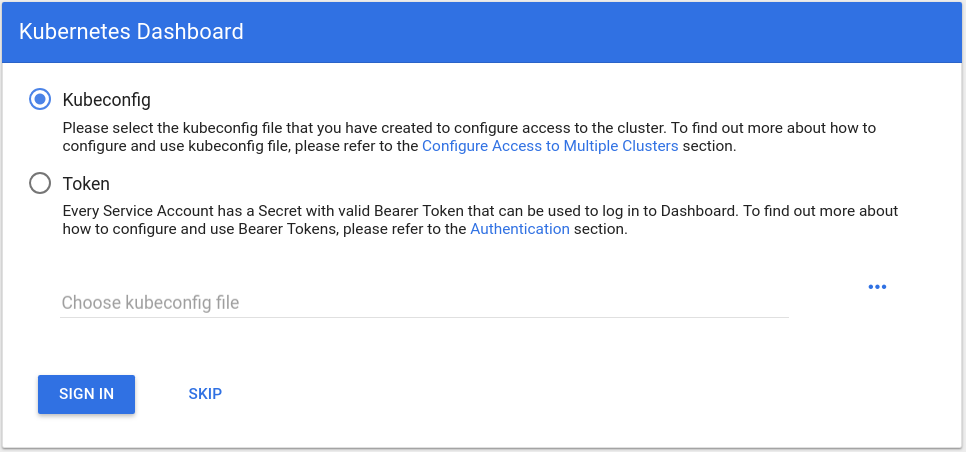 Kubernetes Dashboard
Kubeconfig
Please select the kubeconfig file that you have created to configure access to the cluster. To find out more about how to
configure and use kubeconfig file, please refer to the Configure Access to Multiple Clusters section.
Token
Every Service Account has a Secret with valid Bearer Token that can be used to log in to Dashboard. To find out more about
how to configure and use Bearer Tokens, please refer to the Authentication section.
Choose kubeconfig file
SIGN IN
SKIP